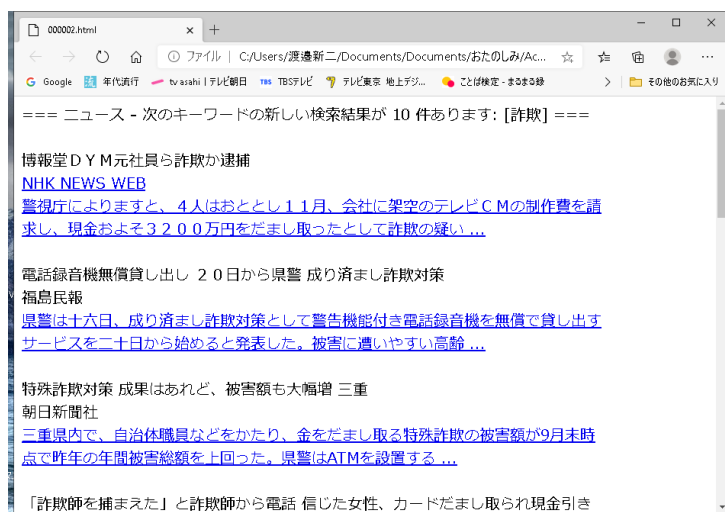 000002.html
ファイル | C:/Users/渡邊新二/Documents/Documents/おたのしみ/Ac...
Google 年代流行 tv asahi | テレビ朝日 TBS TBSテレビ テレビ東京 地上デジ... ことば検定 - まるまる録 その他のお気に入り
=== ニュース - 次のキーワードの新しい検索結果が 10 件あります: [詐欺] ===
博報堂ＤＹＭ元社員ら詐欺か逮捕
NHK NEWS WEB
警視庁によりますと、４人はおととし１１月、会社に架空のテレビＣＭの制作費を請
求し、現金およそ３２００万円をだまし取ったとして詐欺の疑い ...
電話録音機無償貸し出し ２０日から県警 成り済まし詐欺対策
福島民報
県警は十六日、成り済まし詐欺対策として警告機能付き電話録音機を無償で貸し出す
サービスを二十日から始めると発表した。被害に遭いやすい高齢 ...
特殊詐欺対策 成果はあれど、被害額も大幅増 三重
朝日新聞社
三重県内で、自治体職員などをかたり、金をだまし取る特殊詐欺の被害額が9月末時
点で昨年の年間被害総額を上回った。県警はATMを設置する ...
「詐欺師を捕まえた」と詐欺師から電話 信じた女性、カードだまし取られ現金引き